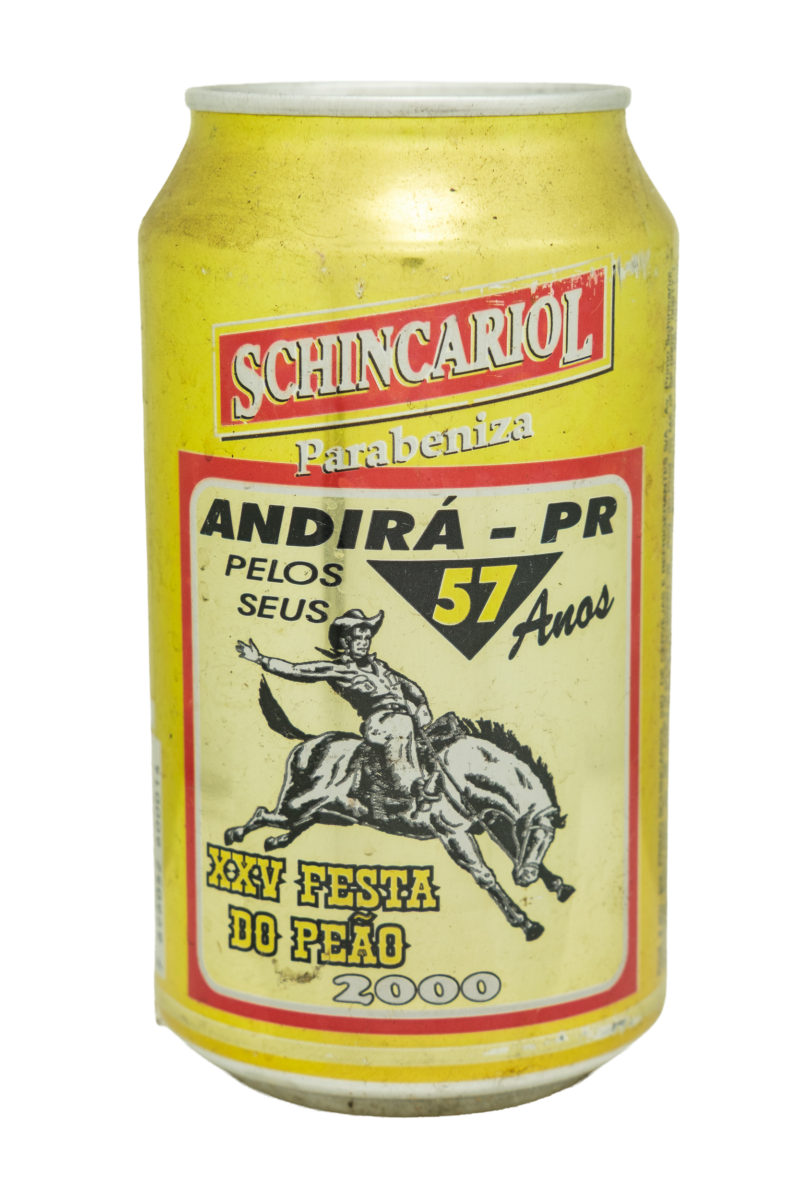 SCHINCARIOL
Parabeniza
ANDIRÁ - PR
PELOS
SEUS
57
Anos
XXV FESTA
DO PEÃO
2000